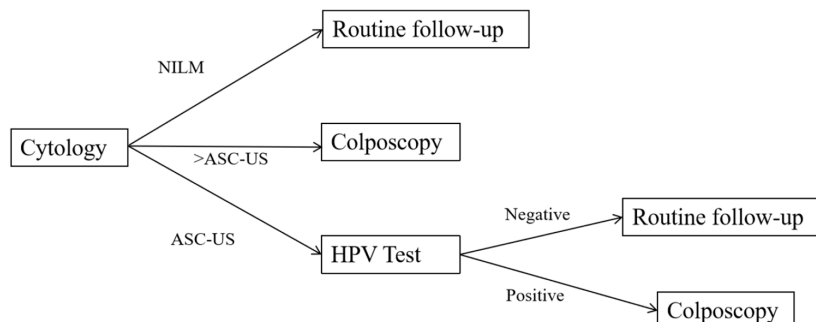 Routine follow-up
NILM
Colposcopy
Cytology
>ASC-US
Negative
Routine follow-up
ASC-US
HPV Test
Positive
Colposcopy